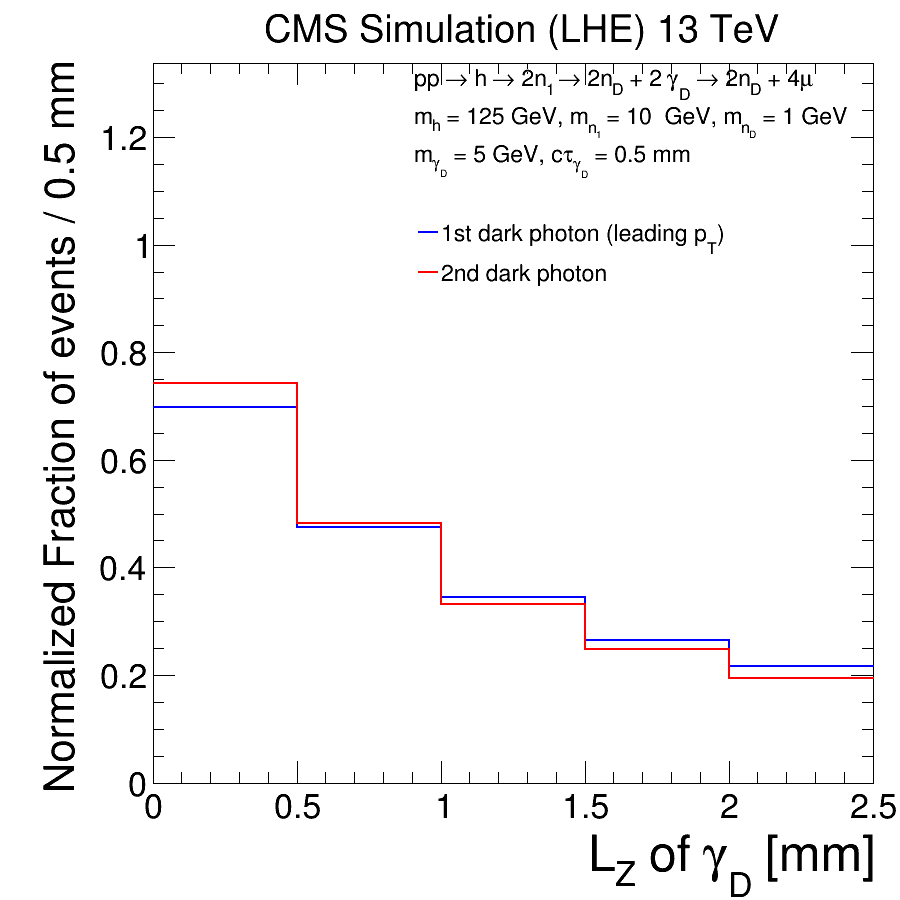 CMS Simulation (LHE) 13 TeV
pp → h → 2n1 → 2nD + 2 γD → 2nD + 4μ
mh = 125 GeV, mn1 = 10 GeV, mnD = 1 GeV
mγD = 5 GeV, cτγD = 0.5 mm
1st dark photon (leading pT)
2nd dark photon
Normalized Fraction of events / 0.5 mm
1.2
1
0.8
0.6
0.4
0.2
0
0 0.5 1 1.5 2 2.5
LZ of γD [mm]